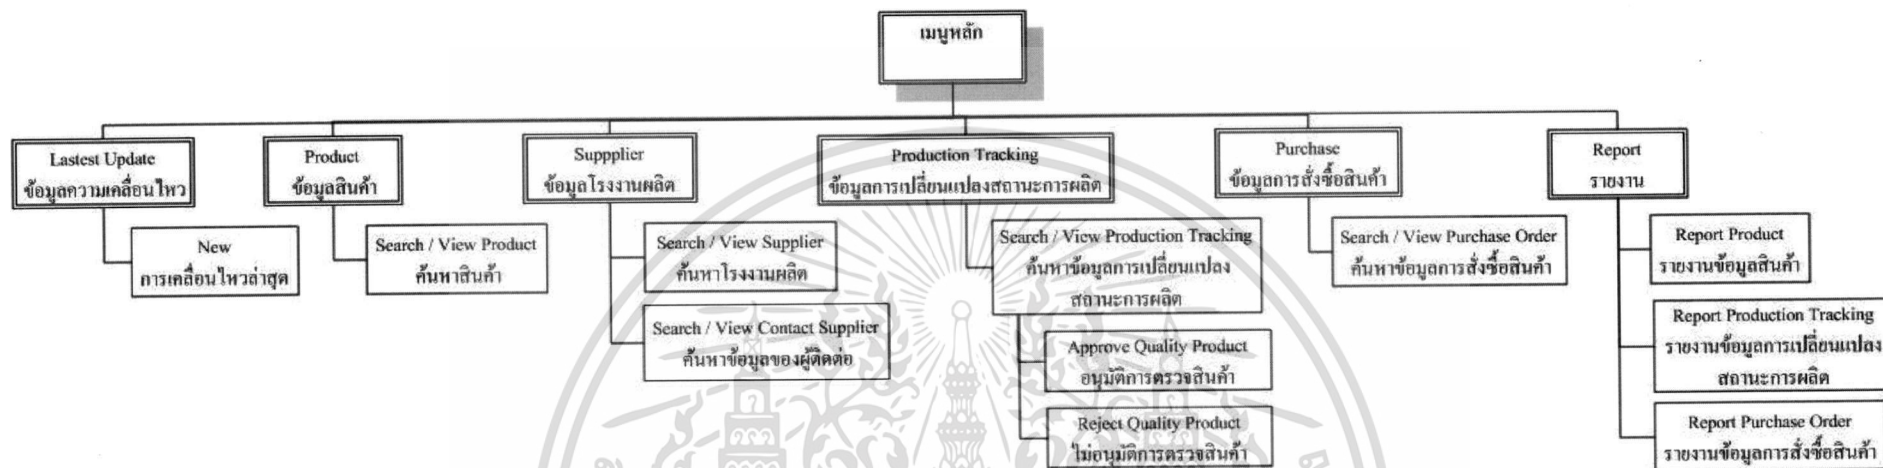 เมนูหลัก
Lastest Update
ข้อมูลความเคลื่อนไหว
Product
ข้อมูลสินค้า
Suppplier
ข้อมูลโรงงานผลิต
Production Tracking
ข้อมูลการเปลี่ยนแปลงสถานะการผลิต
Purchase
ข้อมูลการสั่งซื้อสินค้า
Report
รายงาน
New
การเคลื่อนไหวล่าสุด
Search / View Product
ค้นหาสินค้า
Search / View Supplier
ค้นหาโรงงานผลิต
Search / View Contact Supplier
ค้นหาข้อมูลของผู้ติดต่อ
Search / View Production Tracking
ค้นหาข้อมูลการเปลี่ยนแปลง
สถานะการผลิต
Approve Quality Product
อนุมัติการตรวจสินค้า
Reject Quality Product
ไม่อนุมัติการตรวจสินค้า
Search / View Purchase Order
ค้นหาข้อมูลการสั่งซื้อสินค้า
Report Product
รายงานข้อมูลสินค้า
Report Production Tracking
รายงานข้อมูลการเปลี่ยนแปลง
สถานะการผลิต
Report Purchase Order
รายงานข้อมูลการสั่งซื้อสินค้า